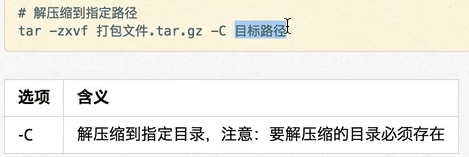 # 解压缩到指定路径
tar -zxvf 打包文件.tar.gz -C 目标路径
选项 含义
-C 解压缩到指定目录，注意：要解压缩的目录必须存在